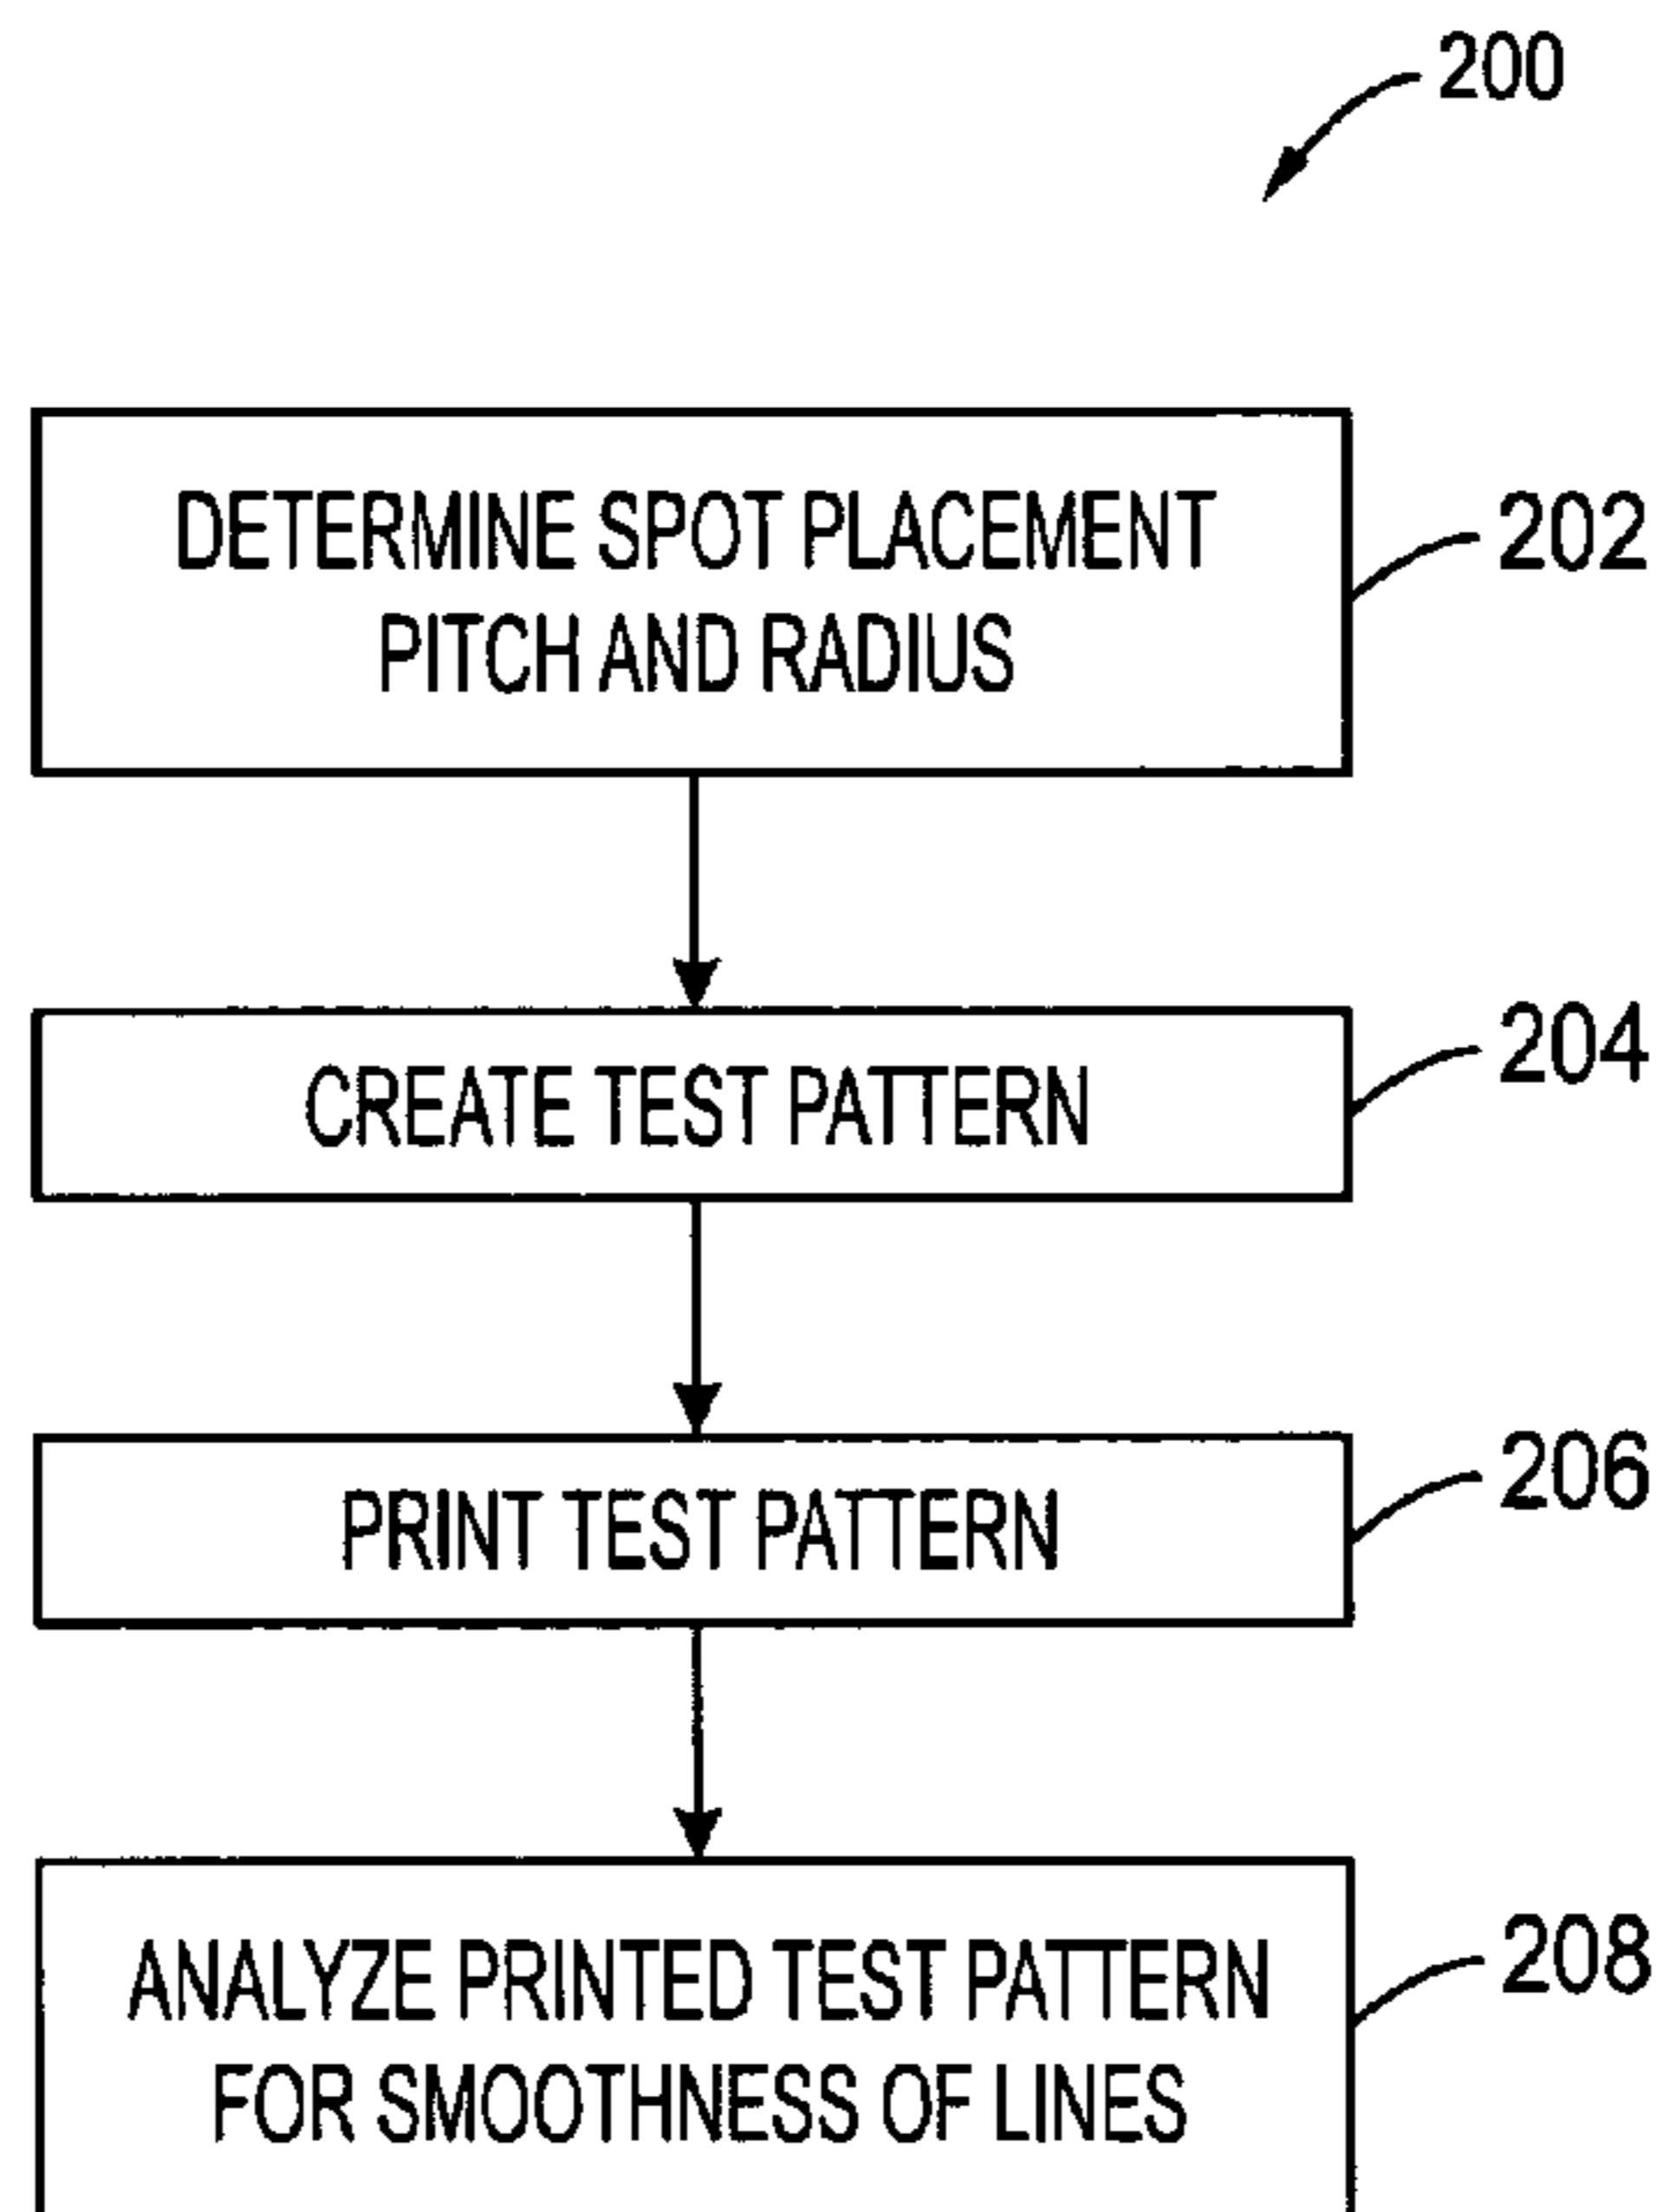 200
DETERMINE SPOT PLACEMENT
PITCH AND RADIUS
202
CREATE TEST PATTERN
204
PRINT TEST PATTERN
206
ANALYZE PRINTED TEST PATTERN
FOR SMOOTHNESS OF LINES
208